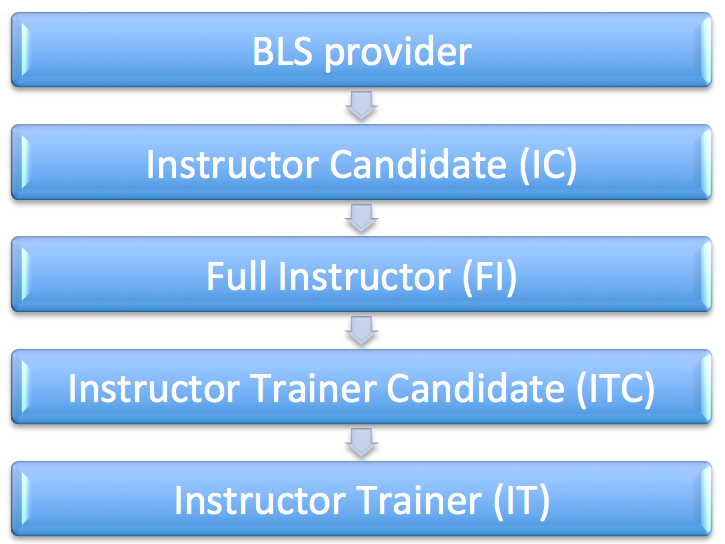 BLS provider
Instructor Candidate (IC)
Full Instructor (FI)
Instructor Trainer Candidate (ITC)
Instructor Trainer (IT)